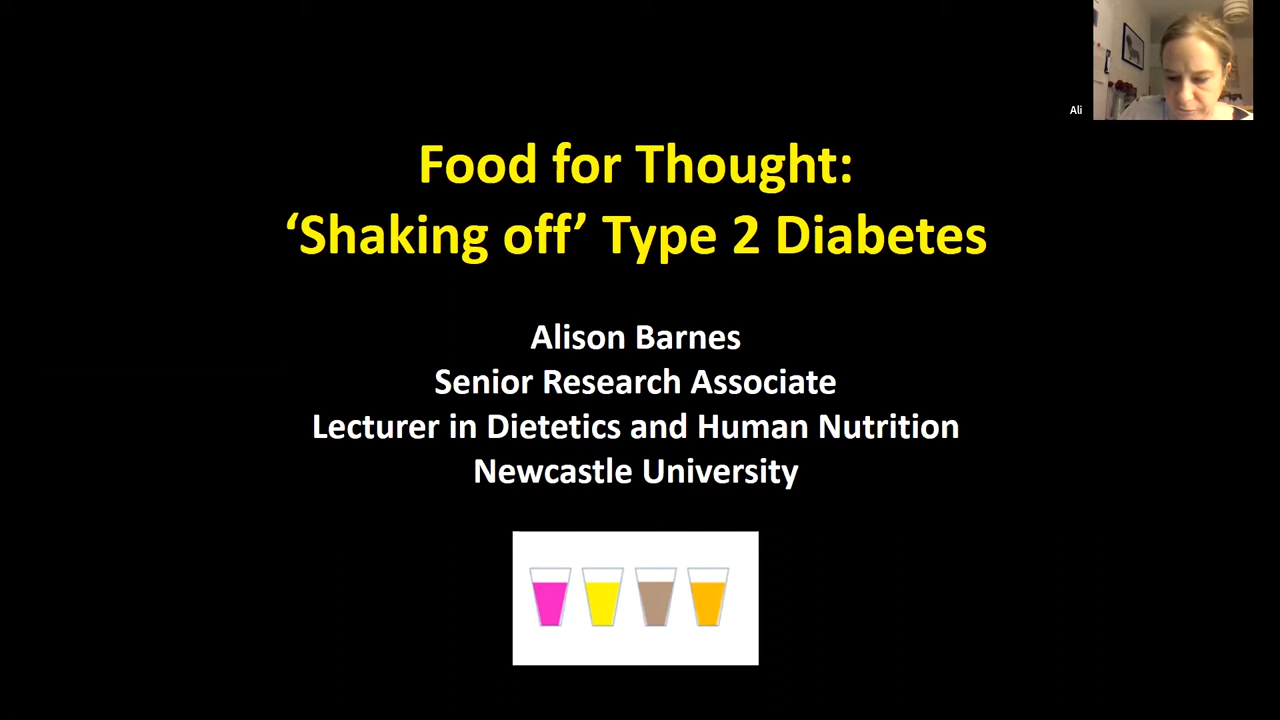 Ali
Food for Thought:
‘Shaking off’ Type 2 Diabetes
Alison Barnes
Senior Research Associate
Lecturer in Dietetics and Human Nutrition
Newcastle University